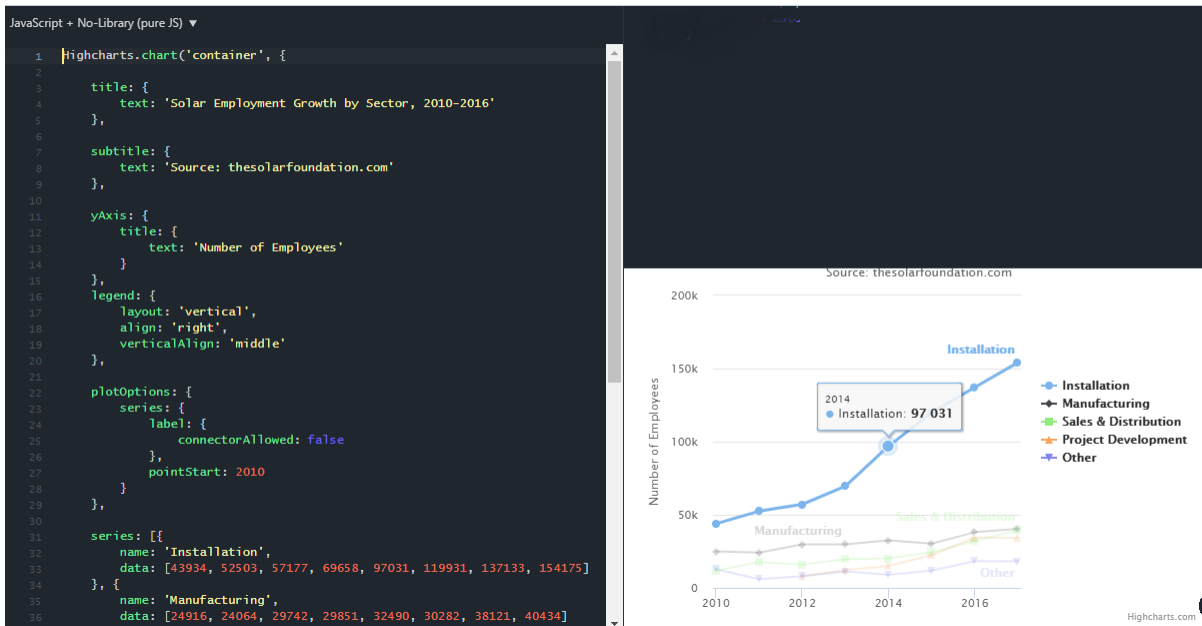 JavaScript + No-Library (pure JS) ▼
1 Highcharts.chart('container', {
2
3 title: {
4 text: 'Solar Employment Growth by Sector, 2010-2016'
5 },
6
7 subtitle: {
8 text: 'Source: thesolarfoundation.com'
9 },
10
11 yAxis: {
12 title: {
13 text: 'Number of Employees'
14 }
15 },
16 legend: {
17 layout: 'vertical',
18 align: 'right',
19 verticalAlign: 'middle'
20 },
21
22 plotOptions: {
23 series: {
24 label: {
25 connectorAllowed: false
26 },
27 pointStart: 2010
28 }
29 },
30
31 series: [{
32 name: 'Installation',
33 data: [43934, 52503, 57177, 69658, 97031, 119931, 137133, 154175]
34 }, {
35 name: 'Manufacturing',
36 data: [24916, 24064, 29742, 29851, 32490, 30282, 38121, 40434]
Source: thesolarfoundation.com
Number of Employees
200k
150k
100k
50k
0
2010 2012 2014 2016
Installation
2014
Installation: 97 031
Sales & Distribution
Manufacturing
Other
Installation
Manufacturing
Sales & Distribution
Project Development
Other
Highcharts.com